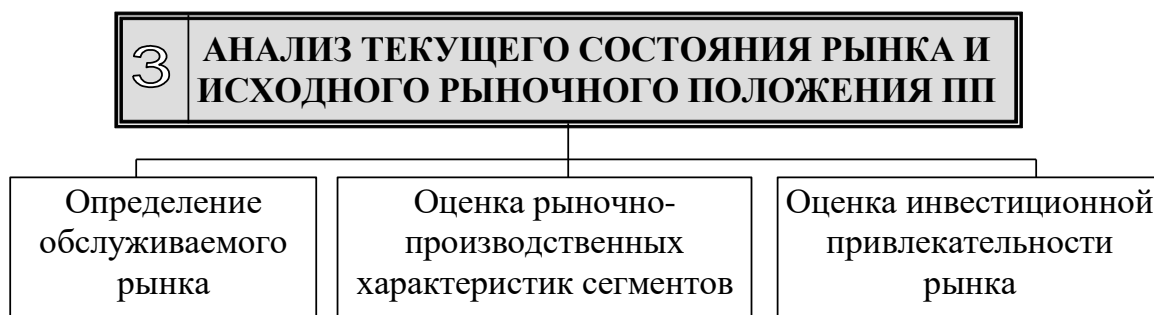 3
АНАЛИЗ ТЕКУЩЕГО СОСТОЯНИЯ РЫНКА И
ИСХОДНОГО РЫНОЧНОГО ПОЛОЖЕНИЯ ПП
Определение
обслуживаемого
рынка
Оценка рыночно-
производственных
характеристик сегментов
Оценка инвестиционной
привлекательности
рынка